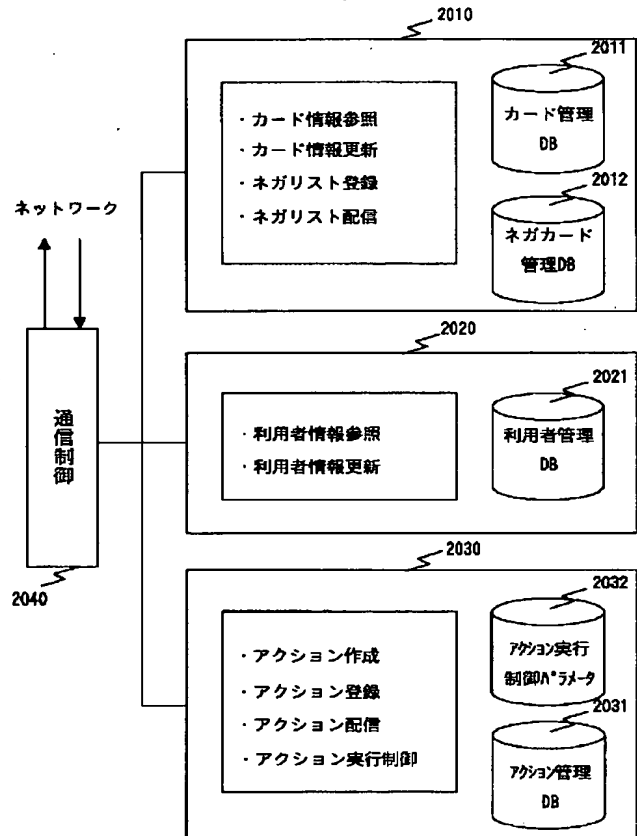 2010
2011
・カード情報参照
・カード情報更新
・ネガリスト登録
・ネガリスト配信
カード管理
DB
2012
ネガカード
管理DB
ネットワーク
通信制御
2040
2020
2021
・利用者情報参照
・利用者情報更新
利用者管理
DB
2030
2032
・アクション作成
・アクション登録
・アクション配信
・アクション実行制御
ｱｸｼｮﾝ実行
制御ﾊﾟﾗﾒｰﾀ
2031
ｱｸｼｮﾝ管理
DB